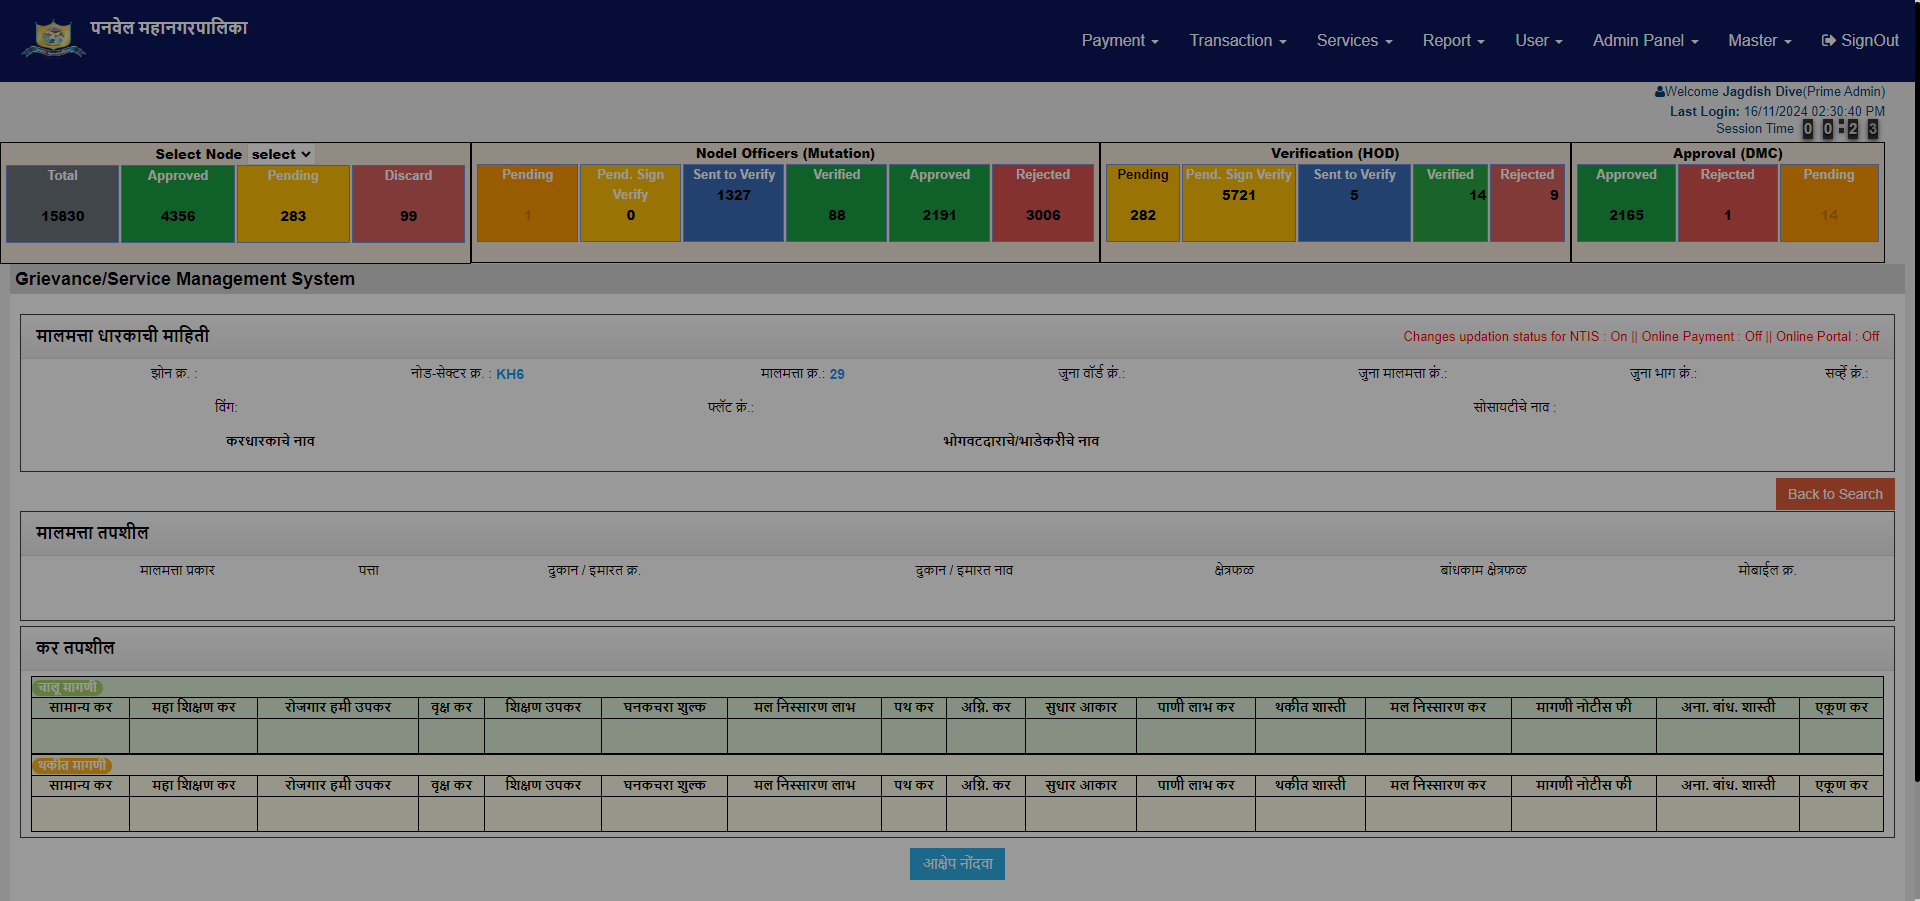 पनवेल महानगरपालिका
Payment Transaction Services Report User Admin Panel Master SignOut
Welcome Jagdish Dive(Prime Admin)
Last Login: 16/11/2024 02:30:40 PM
Session Time 00:23
Select Node select
Total Approved Pending Discard
15830 4356 283 99
Nodel Officers (Mutation)
Pending Pend. Sign Verify Sent to Verify Verified Approved Rejected
1 0 1327 88 2191 3006
Verification (HOD)
Pending Pend. Sign Verify Sent to Verify Verified Rejected
282 5721 5 14 9
Approval (DMC)
Approved Rejected Pending
2165 1 14
Grievance/Service Management System
मालमत्ता धारकाची माहिती
Changes updation status for NTIS : On || Online Payment : Off || Online Portal : Off
झोन क्र. : नोड-सेक्टर क्र. : KH6 मालमत्ता क्र.: 29 जुना वॉर्ड क्रं.: जुना मालमत्ता क्रं.: जुना भाग क्रं.: सर्व्हे क्रं.:
विंग: फ्लॅट क्रं.: सोसायटीचे नाव :
करधारकाचे नाव भोगवटदाराचे/भाडेकरीचे नाव
Back to Search
मालमत्ता तपशील
मालमत्ता प्रकार पत्ता दुकान / इमारत क्र. दुकान / इमारत नाव क्षेत्रफळ बांधकाम क्षेत्रफळ मोबाईल क्र.
कर तपशील
चालू मागणी
सामान्य कर महा शिक्षण कर रोजगार हमी उपकर वृक्ष कर शिक्षण उपकर घनकचरा शुल्क मल निस्सारण लाभ पथ कर अग्नि. कर सुधार आकार पाणी लाभ कर थकीत शास्ती मल निस्सारण कर मागणी नोटीस फी अना. बांध. शास्ती एकूण कर
थकीत मागणी
सामान्य कर महा शिक्षण कर रोजगार हमी उपकर वृक्ष कर शिक्षण उपकर घनकचरा शुल्क मल निस्सारण लाभ पथ कर अग्नि. कर सुधार आकार पाणी लाभ कर थकीत शास्ती मल निस्सारण कर मागणी नोटीस फी अना. बांध. शास्ती एकूण कर
आक्षेप नोंदवा